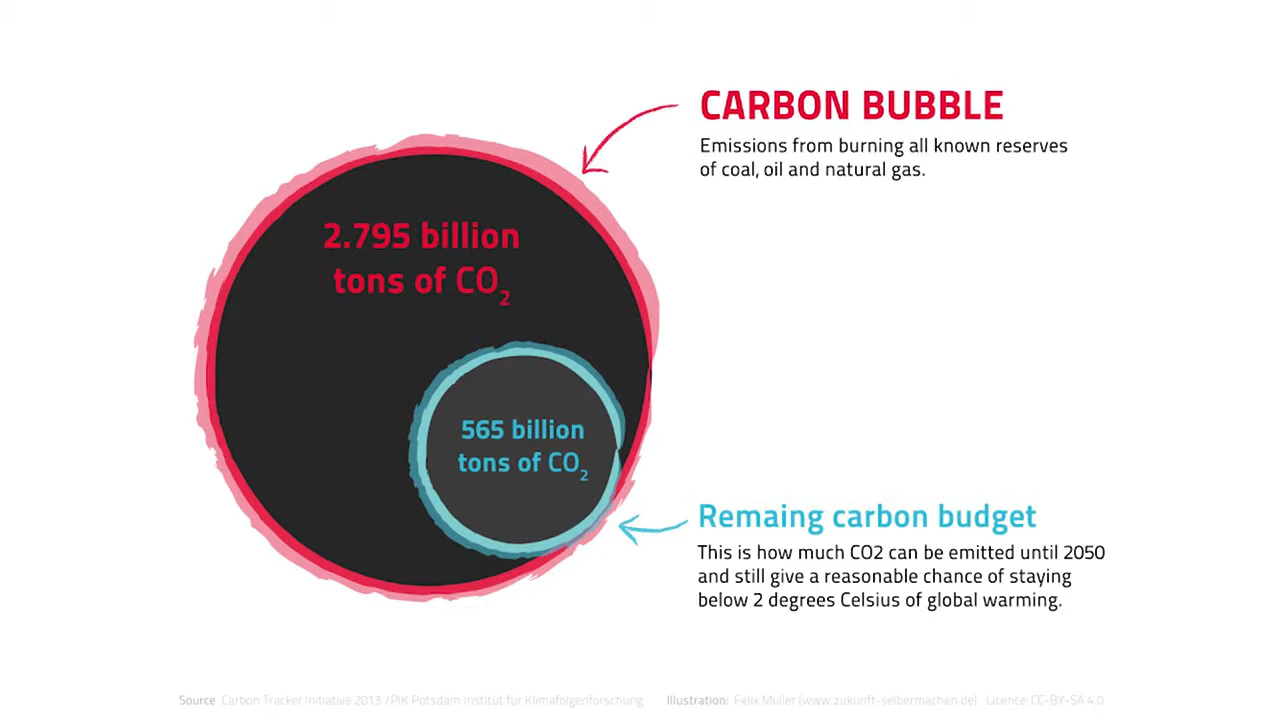 CARBON BUBBLE
Emissions from burning all known reserves
of coal, oil and natural gas.
2.795 billion
tons of CO2
565 billion
tons of CO2
Remaing carbon budget
This is how much CO2 can be emitted until 2050
and still give a reasonable chance of staying
below 2 degrees Celsius of global warming.
Source Carbon Tracker Initiative 2013 / PIK Potsdam Institut für Klimafolgenforschung Illustration: Felix Müller (www.zukunft-selbermachen.de) Licence: CC-BY-SA 4.0